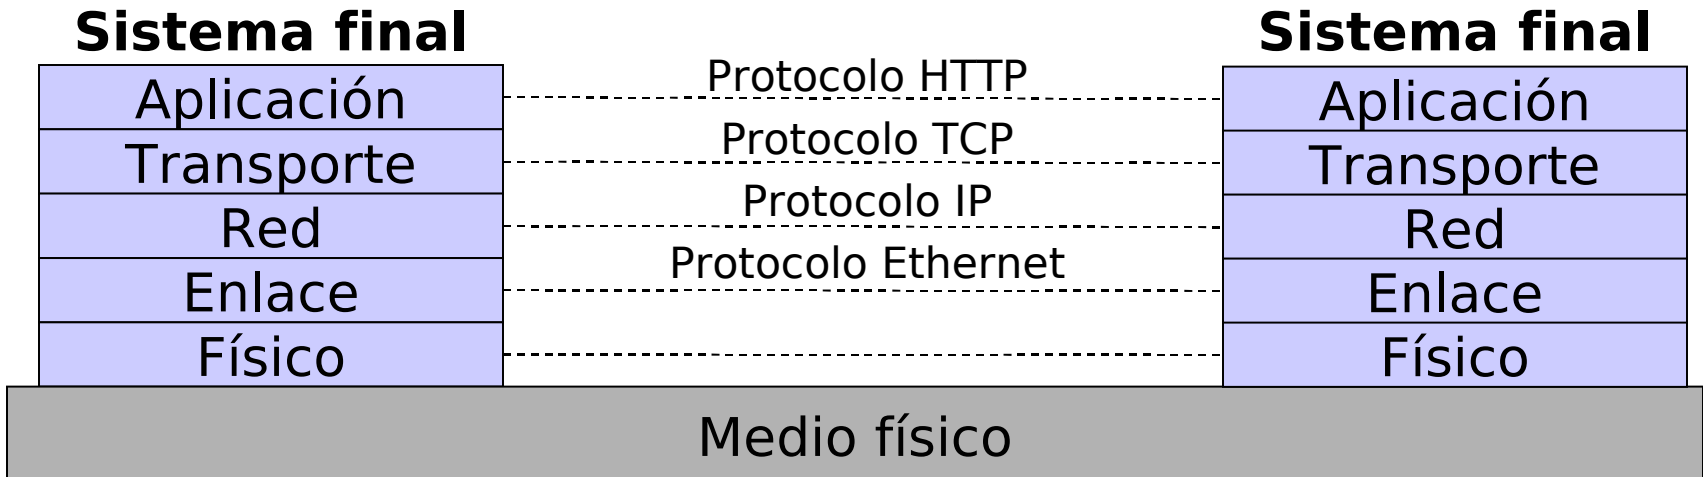 Sistema final
Sistema final
Aplicación
Protocolo HTTP
Aplicación
Transporte
Protocolo TCP
Transporte
Red
Protocolo IP
Red
Enlace
Protocolo Ethernet
Enlace
Físico
Físico
Medio físico